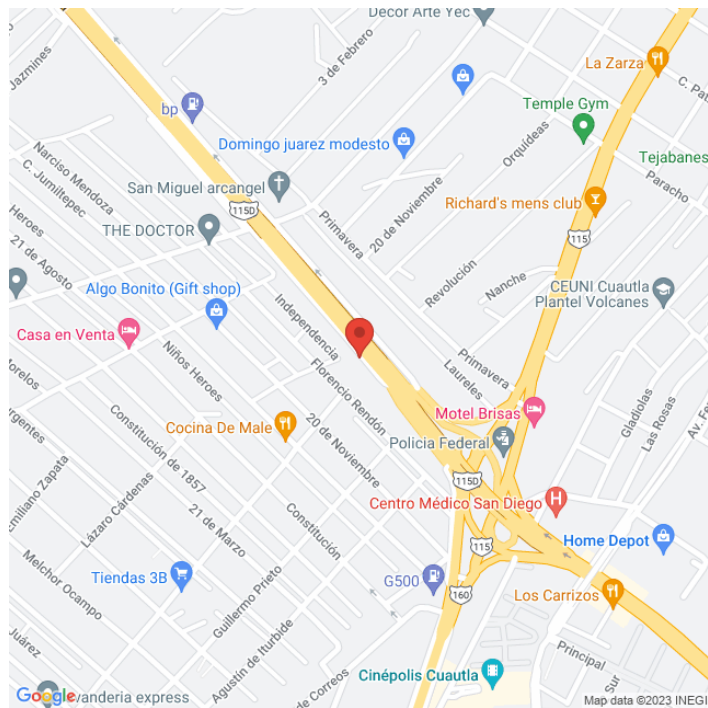 Decor Arte Yec
Jazmines
3 de Febrero
La Zarza
bp
C. Pab
Temple Gym
Domingo juarez modesto
Orquídeas
Tejabanes
Narciso Mendoza
C. Jumiltepec
San Miguel arcangel
Paracho
20 de Noviembre
Richard's mens club
Heroes
115D
THE DOCTOR
Primavera
115
21 de Agosto
Revolución
Nanche
CEUNI Cuautla
Plantel Volcanes
Algo Bonito (Gift shop)
Independencia
Casa en Venta
Primavera
Laureles
Morelos
Niños Heroes
Florencio Rendón
Gladiolas
Las Rosas
Motel Brisas
Cocina De Male
Policia Federal
20 de Noviembre
Constitución de 1857
Emiliano Zapata
Lázaro Cárdenas
115D
Centro Médico San Diego
H
21 de Marzo
Constitución
115
Home Depot
Melchor Ocampo
Tiendas 3B
G500
160
Los Carrizos
Guillermo Prieto
Juárez
Agustín de Iturbide
Principal
Sur
de Correos
Cinépolis Cuautla
Google
avanderia express
Map data ©2023 INEGI